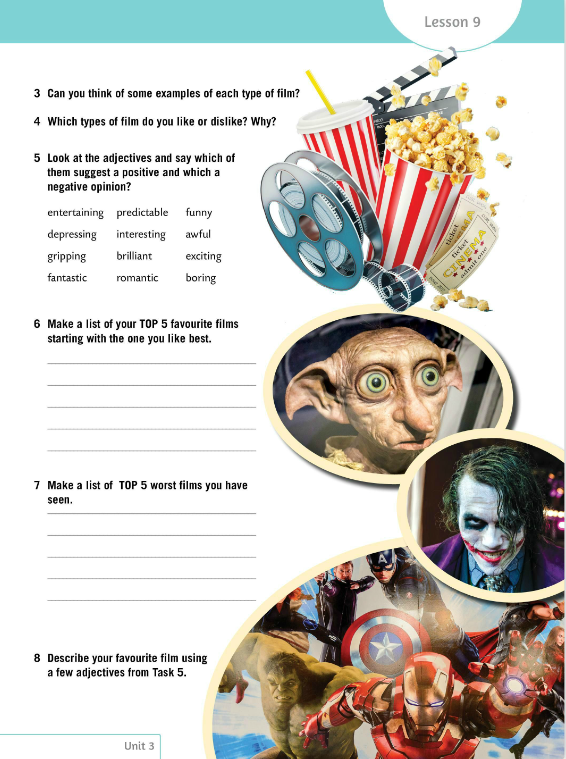 Lesson 9
3 Can you think of some examples of each type of film?
4 Which types of film do you like or dislike? Why?
5 Look at the adjectives and say which of
them suggest a positive and which a
negative opinion?
entertaining predictable funny
depressing interesting awful
gripping brilliant exciting
fantastic romantic boring
ticket
CINEMA
ticket
admit one
6 Make a list of your TOP 5 favourite films
starting with the one you like best.
7 Make a list of TOP 5 worst films you have
seen.
A
8 Describe your favourite film using
a few adjectives from Task 5.
Unit 3